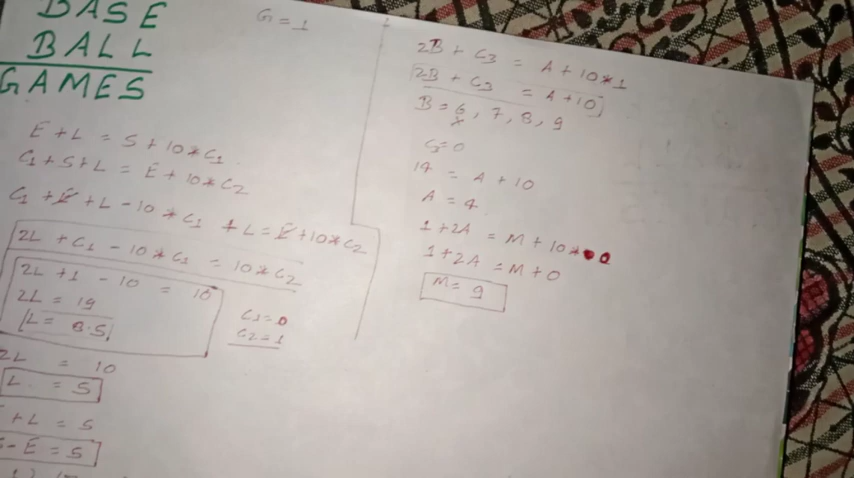 BASE
BALL
GAMES
G = 1
E + L = S + 10*C1
C1 + S + L = E + 10*C2
C1 + E + L - 10*C1 + L = E + 10*C2
2L + C1 - 10*C1 = 10*C2
2L + 1 - 10 = 10
2L = 19
L = 9.5
C1 = 0
C2 = 1
2L = 10
L = 5
+ L = S
- E = 5
2B + C3 = A + 10*1
2B + C3 = A + 10
B = 6, 7, 8, 9
C3 = 0
14 = A + 10
A = 4
1 + 2A = M + 10*0
1 + 2A = M + 0
M = 9